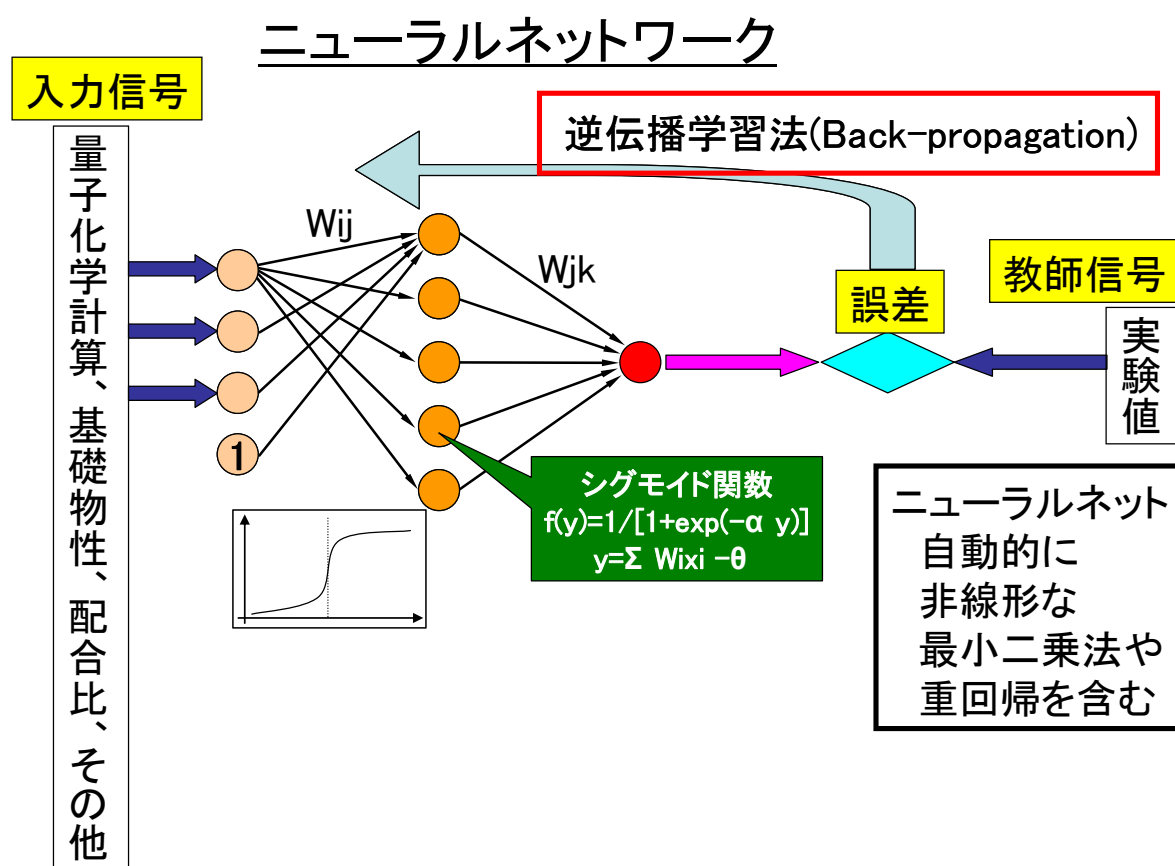 ニューラルネットワーク
入力信号
量子化学計算、基礎物性、配合比、その他
逆伝播学習法(Back-propagation)
Wij
Wjk
誤差
教師信号
実験値
1
シグモイド関数
f(y)=1/[1+exp(-α y)]
y=Σ Wixi -θ
ニューラルネット
自動的に
非線形な
最小二乗法や
重回帰を含む